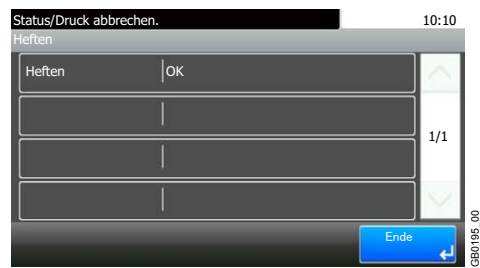 Status/Druck abbrechen. 10:10
Heften
Heften OK
1/1
Ende
GB0195_00